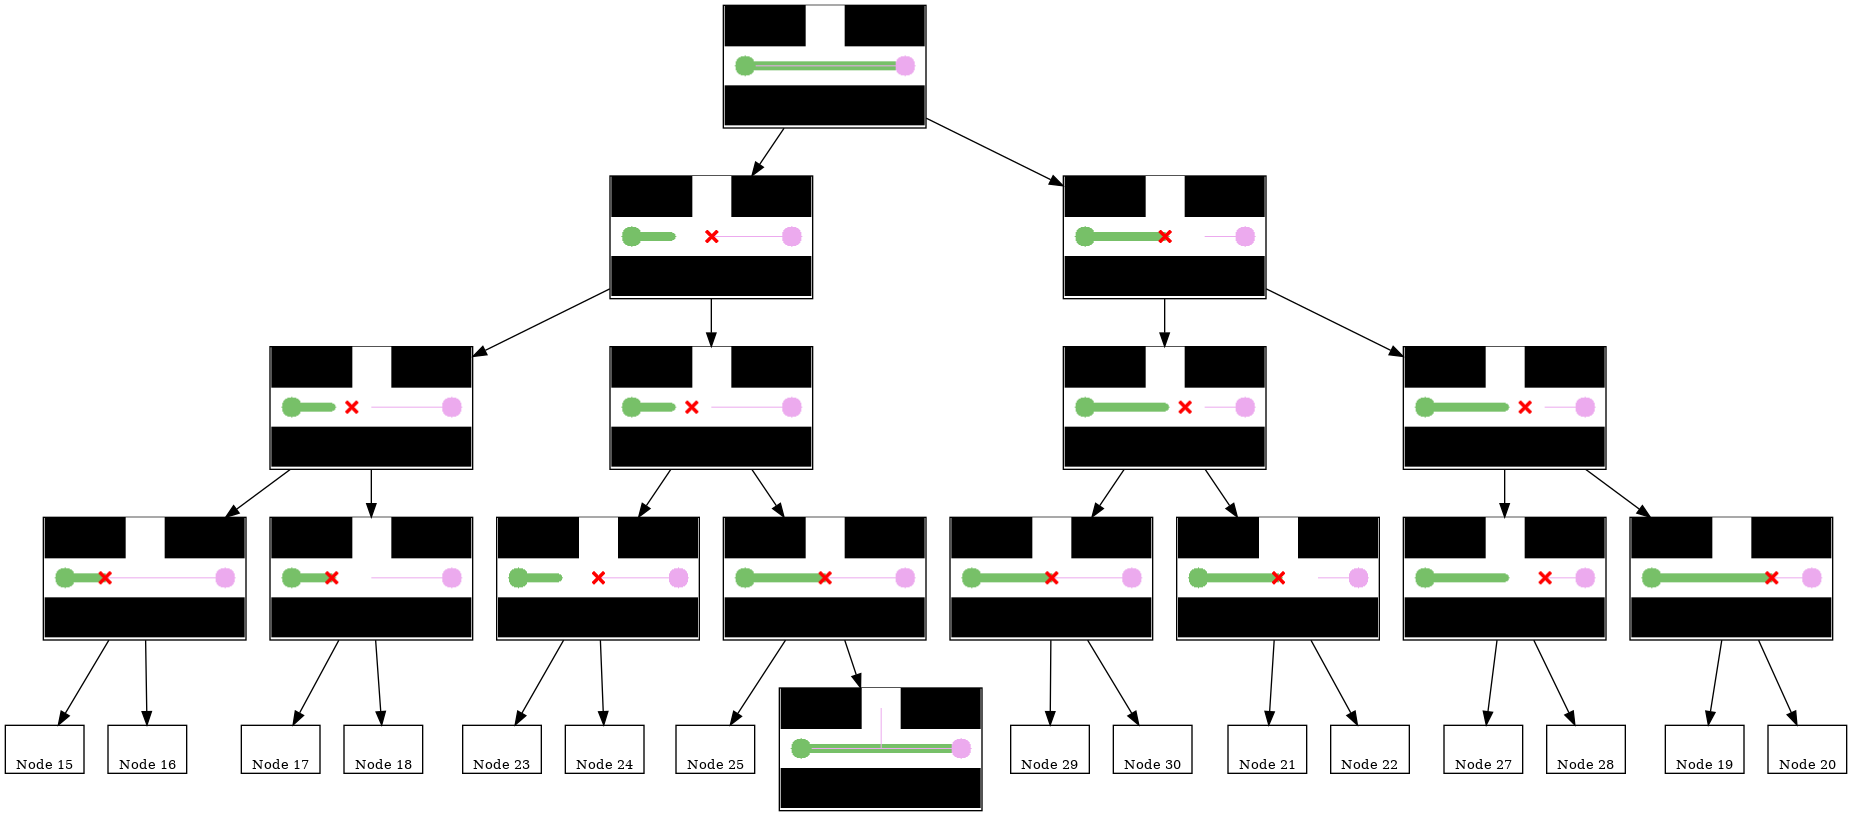 Node 15
Node 16
Node 17
Node 18
Node 23
Node 24
Node 25
Node 29
Node 30
Node 21
Node 22
Node 27
Node 28
Node 19
Node 20